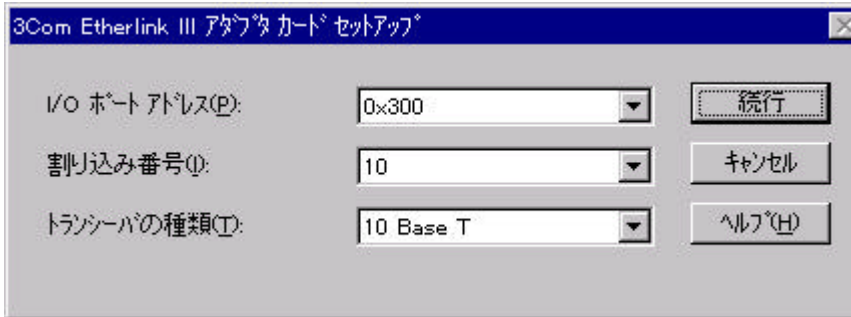 3Com Etherlink III ｱﾀﾞﾌﾟﾀ ｶｰﾄﾞ ｾｯﾄｱｯﾌﾟ
I/O ﾎﾟｰﾄ ｱﾄﾞﾚｽ(P): 0x300 続行
割り込み番号(I): 10 ｷｬﾝｾﾙ
ﾄﾗﾝｼｰﾊﾞの種類(T): 10 Base T ﾍﾙﾌﾟ(H)